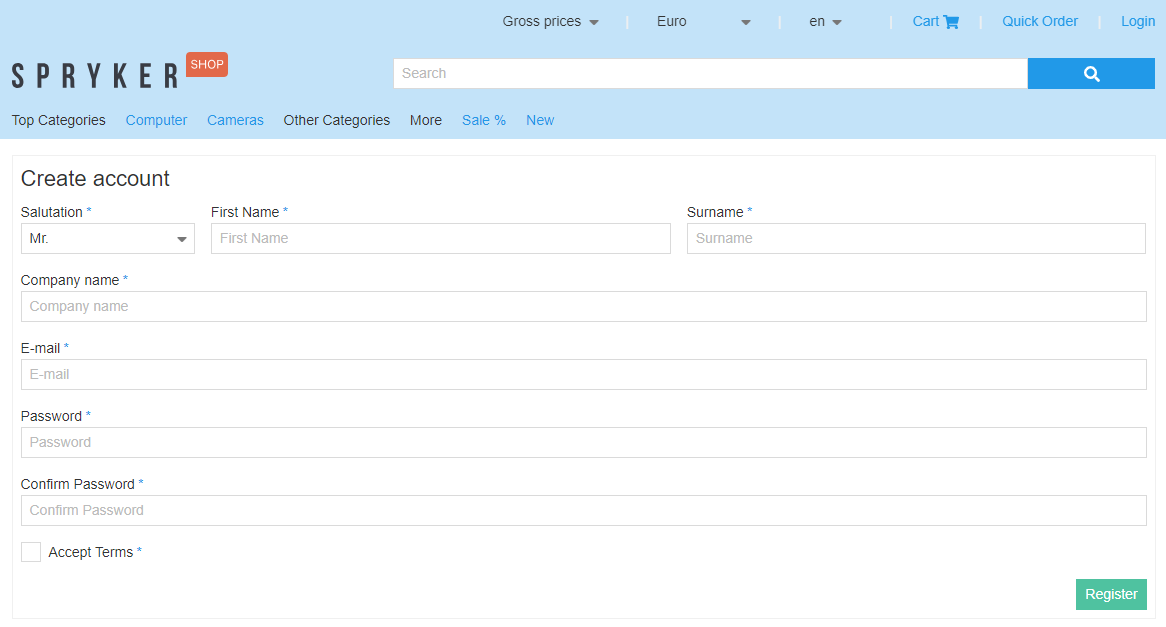 Gross prices | Euro | en | Cart | Quick Order | Login
SPRYKER SHOP
Search
Top Categories Computer Cameras Other Categories More Sale % New
Create account
Salutation * First Name * Surname *
Mr. First Name Surname
Company name *
Company name
E-mail *
E-mail
Password *
Password
Confirm Password *
Confirm Password
Accept Terms *
Register